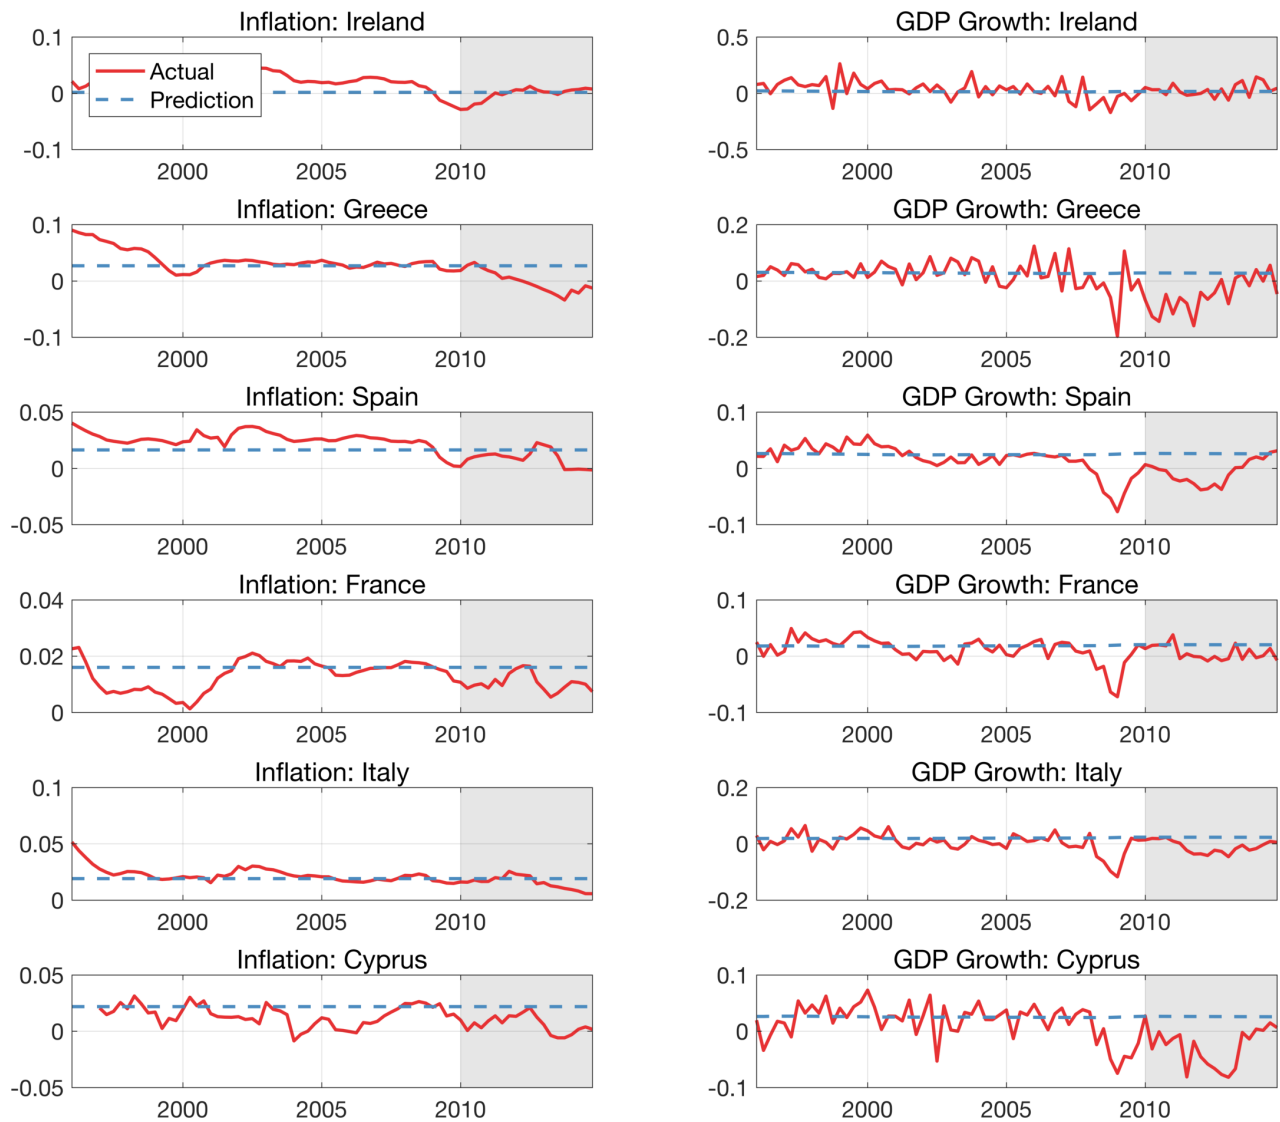 Inflation: Ireland
0.1
0
-0.1
Actual
Prediction
2000 2005 2010
GDP Growth: Ireland
0.5
0
-0.5
2000 2005 2010
Inflation: Greece
0.1
0
-0.1
2000 2005 2010
GDP Growth: Greece
0.2
0
-0.2
2000 2005 2010
Inflation: Spain
0.05
0
-0.05
2000 2005 2010
GDP Growth: Spain
0.1
0
-0.1
2000 2005 2010
Inflation: France
0.04
0.02
0
2000 2005 2010
GDP Growth: France
0.1
0
-0.1
2000 2005 2010
Inflation: Italy
0.1
0.05
0
2000 2005 2010
GDP Growth: Italy
0.2
0
-0.2
2000 2005 2010
Inflation: Cyprus
0.05
0
-0.05
2000 2005 2010
GDP Growth: Cyprus
0.1
0
-0.1
2000 2005 2010